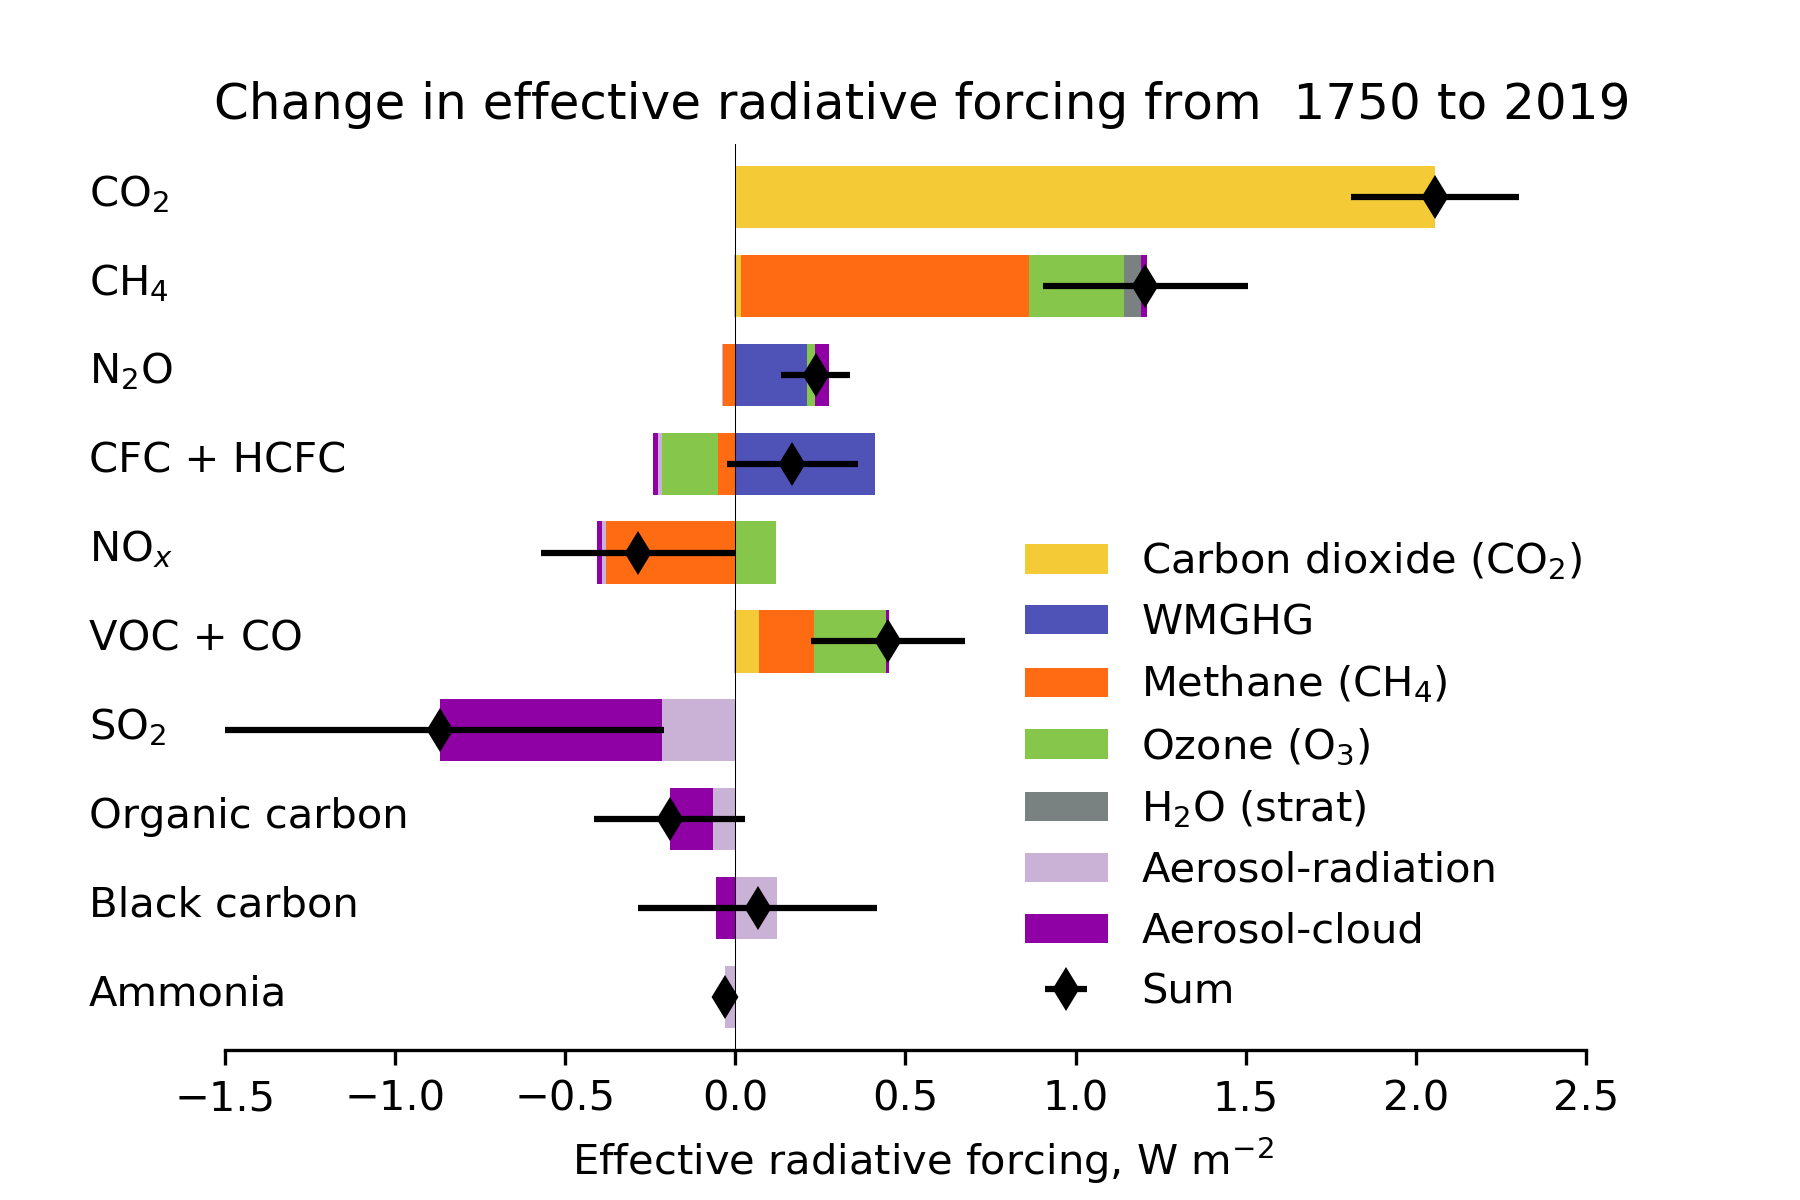 Change in effective radiative forcing from  1750 to 2019
CO₂
CH₄
N₂O
CFC + HCFC
NOₓ
VOC + CO
SO₂
Organic carbon
Black carbon
Ammonia
Carbon dioxide (CO₂)
WMGHG
Methane (CH₄)
Ozone (O₃)
H₂O (strat)
Aerosol-radiation
Aerosol-cloud
Sum
−1.5 −1.0 −0.5 0.0 0.5 1.0 1.5 2.0 2.5
Effective radiative forcing, W m⁻²